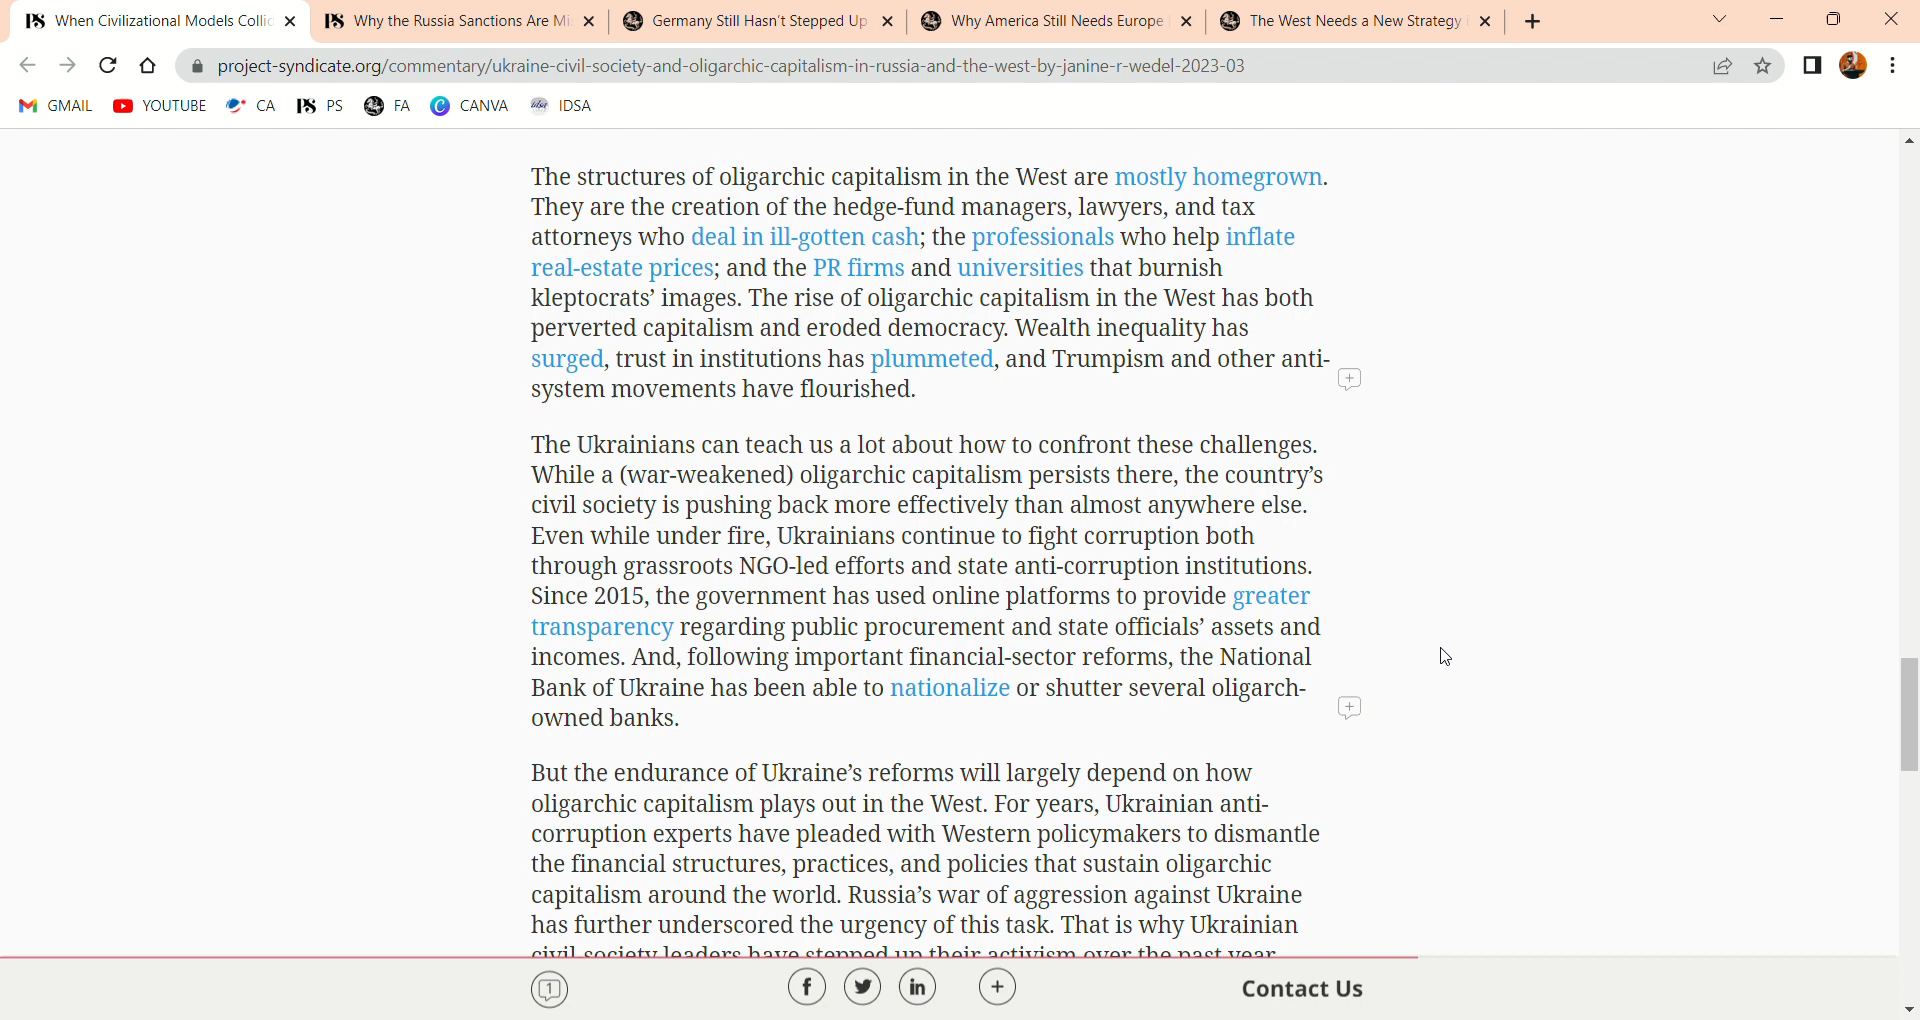 When Civilizational Models Collic
Why the Russia Sanctions Are Mi
Germany Still Hasn't Stepped Up
Why America Still Needs Europe
The West Needs a New Strategy
project-syndicate.org/commentary/ukraine-civil-society-and-oligarchic-capitalism-in-russia-and-the-west-by-janine-r-wedel-2023-03
GMAIL YOUTUBE CA PS FA CANVA IDSA
The structures of oligarchic capitalism in the West are mostly homegrown.
They are the creation of the hedge-fund managers, lawyers, and tax
attorneys who deal in ill-gotten cash; the professionals who help inflate
real-estate prices; and the PR firms and universities that burnish
kleptocrats’ images. The rise of oligarchic capitalism in the West has both
perverted capitalism and eroded democracy. Wealth inequality has
surged, trust in institutions has plummeted, and Trumpism and other anti-
system movements have flourished.
The Ukrainians can teach us a lot about how to confront these challenges.
While a (war-weakened) oligarchic capitalism persists there, the country’s
civil society is pushing back more effectively than almost anywhere else.
Even while under fire, Ukrainians continue to fight corruption both
through grassroots NGO-led efforts and state anti-corruption institutions.
Since 2015, the government has used online platforms to provide greater
transparency regarding public procurement and state officials’ assets and
incomes. And, following important financial-sector reforms, the National
Bank of Ukraine has been able to nationalize or shutter several oligarch-
owned banks.
But the endurance of Ukraine’s reforms will largely depend on how
oligarchic capitalism plays out in the West. For years, Ukrainian anti-
corruption experts have pleaded with Western policymakers to dismantle
the financial structures, practices, and policies that sustain oligarchic
capitalism around the world. Russia’s war of aggression against Ukraine
has further underscored the urgency of this task. That is why Ukrainian
civil society leaders have stepped up their activism over the past year
1
Contact Us